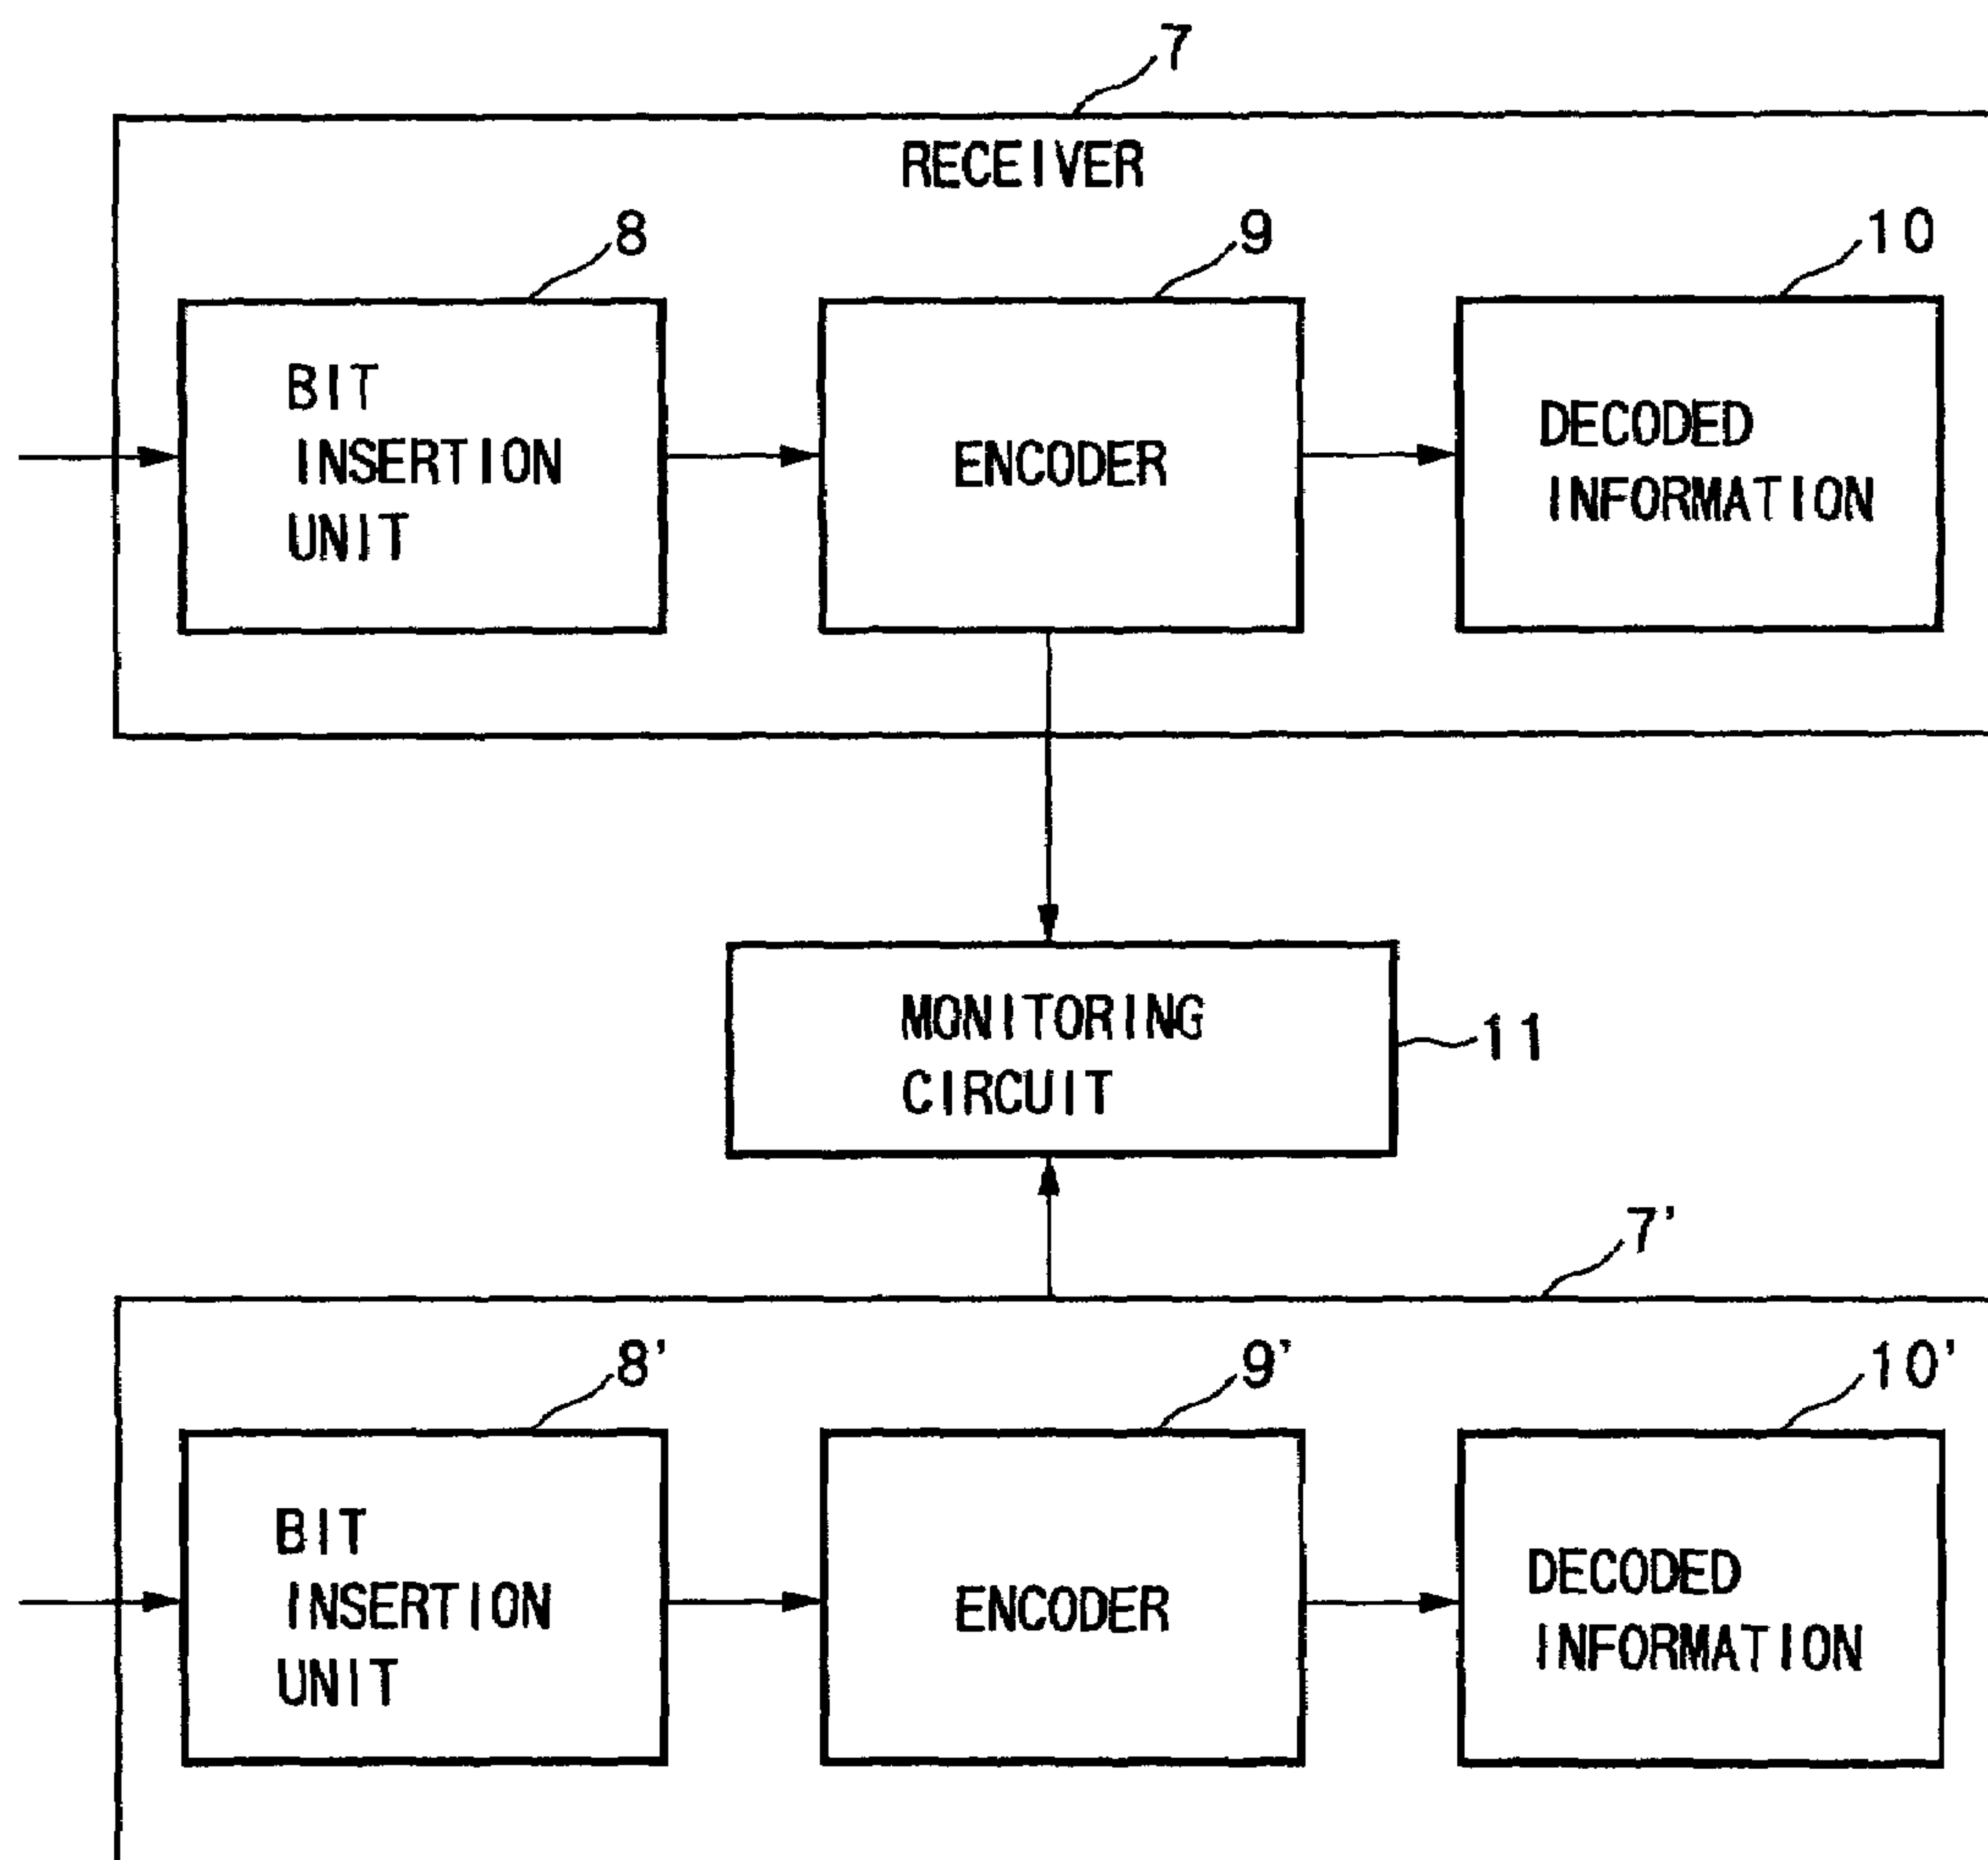 7
RECEIVER
8
9
10
BIT
INSERTION
UNIT
ENCODER
DECODED
INFORMATION
MONITORING
CIRCUIT
11
7'
8'
9'
10'
BIT
INSERTION
UNIT
ENCODER
DECODED
INFORMATION